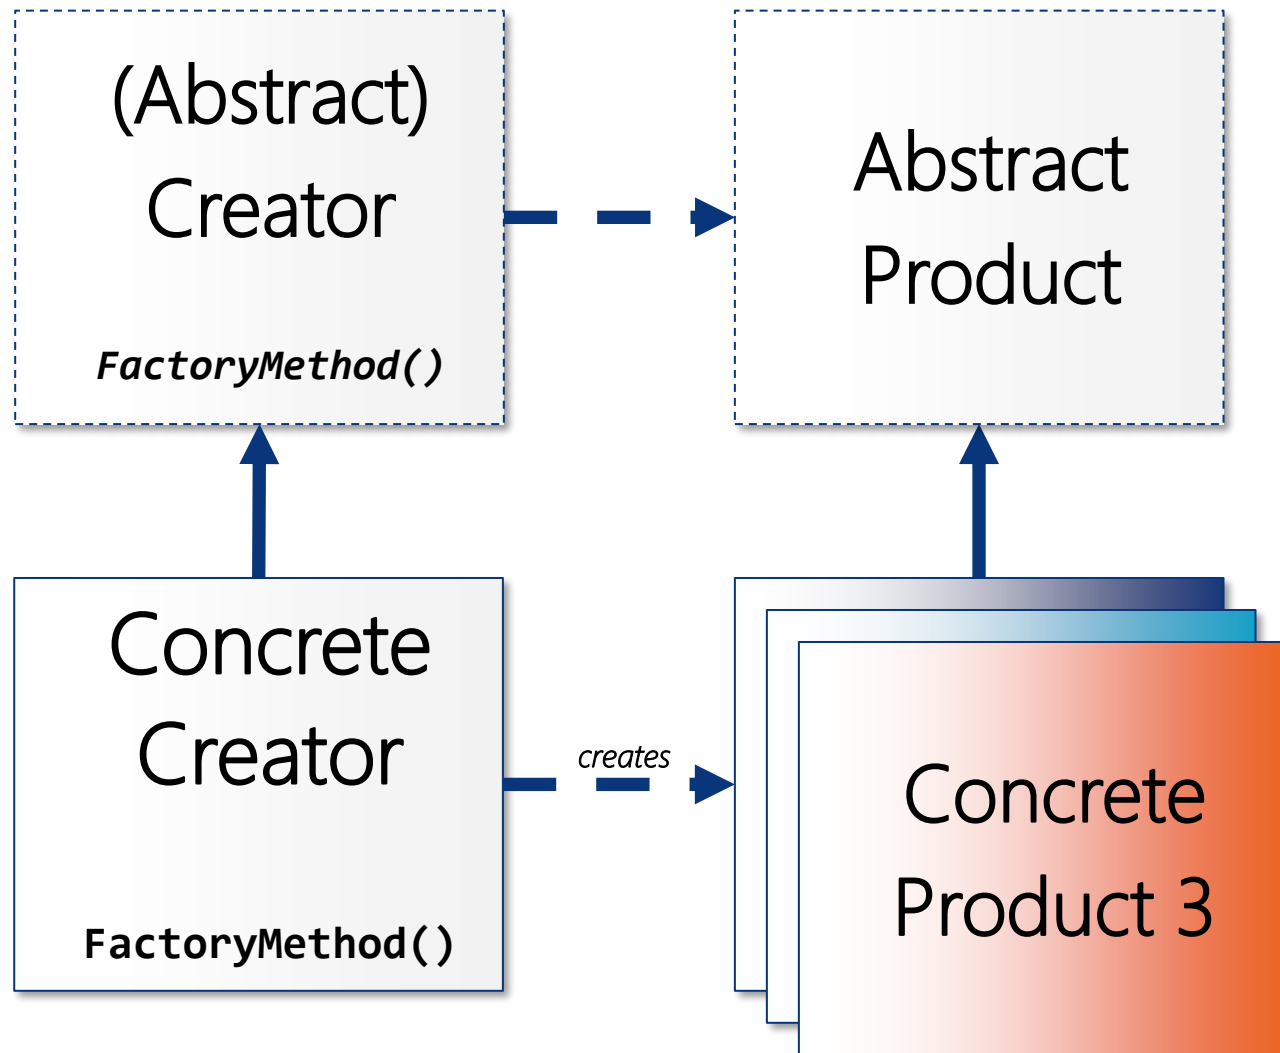 (Abstract)
Creator
FactoryMethod()
Abstract
Product
Concrete
Creator
FactoryMethod()
creates
Concrete
Product 3